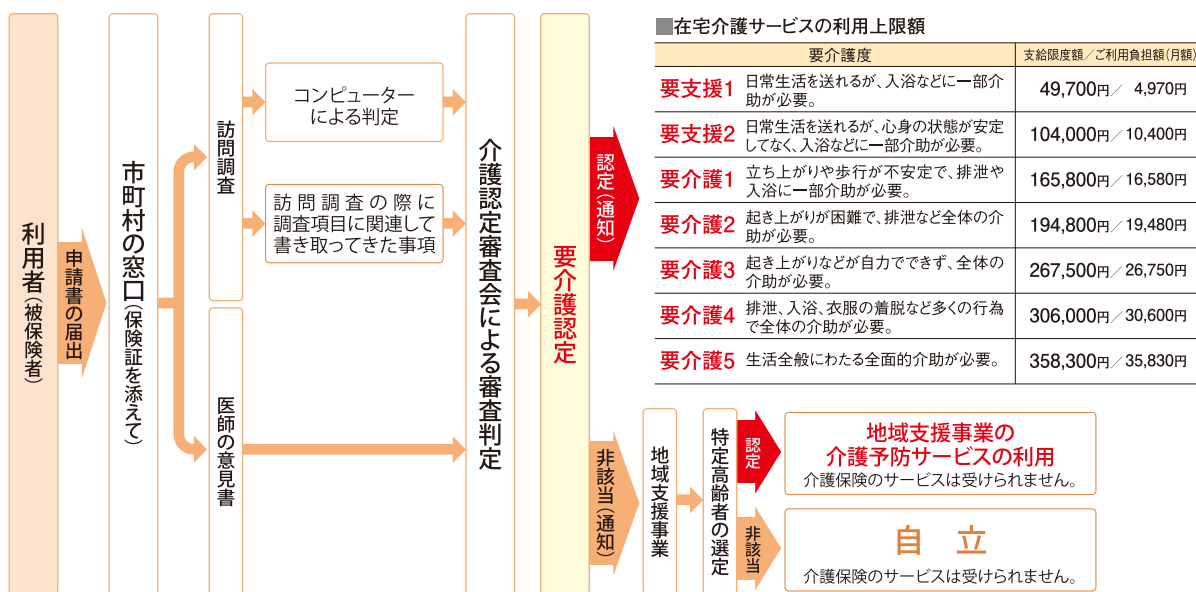 利用者(被保険者)
申請書の届出
市町村の窓口(保険証を添えて)
訪問調査
コンピューター
による判定
訪問調査の際に
調査項目に関連して
書き取ってきた事項
医師の意見書
介護認定審査会による審査判定
要介護認定
認定(通知)
■在宅介護サービスの利用上限額
要介護度 支給限度額/ご利用負担額(月額)
要支援1 日常生活を送れるが、入浴などに一部介
助が必要。
49,700円/ 4,970円
要支援2 日常生活を送れるが、心身の状態が安定
してなく、入浴などに一部介助が必要。
104,000円/10,400円
要介護1 立ち上がりや歩行が不安定で、排泄や
入浴に一部介助が必要。
165,800円/16,580円
要介護2 起き上がりが困難で、排泄など全体の介
助が必要。
194,800円/19,480円
要介護3 起き上がりなどが自力でできず、全体の
介助が必要。
267,500円/26,750円
要介護4 排泄、入浴、衣服の着脱など多くの行為
で全体の介助が必要。
306,000円/30,600円
要介護5 生活全般にわたる全面的介助が必要。 358,300円/35,830円
非該当(通知)
地域支援事業
特定高齢者の選定
認定
地域支援事業の
介護予防サービスの利用
介護保険のサービスは受けられません。
非該当
自 立
介護保険のサービスは受けられません。